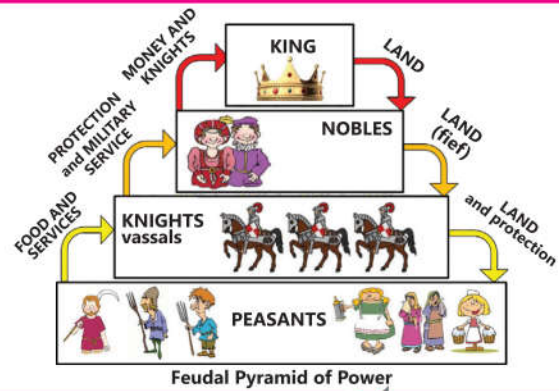 KING
MONEY AND
KNIGHTS
LAND
NOBLES
PROTECTION
and MILITARY
SERVICE
LAND
(fief)
KNIGHTS
vassals
FOOD AND
SERVICES
LAND
and protection
PEASANTS
Feudal Pyramid of Power